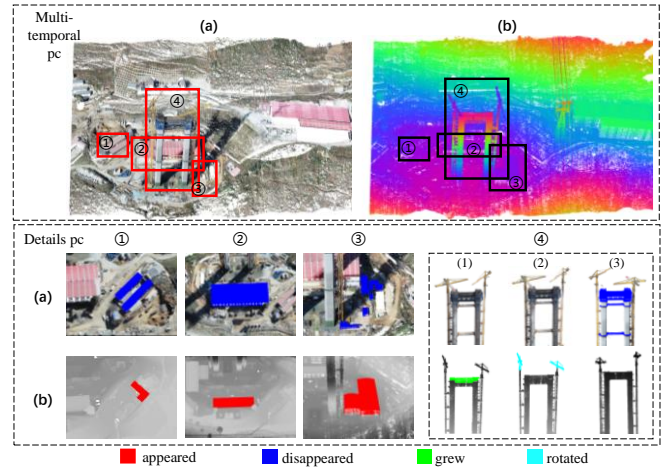 Multi-
temporal
pc
(a)
(b)
④
①
②
③
④
①
②
③
Details pc
①
②
③
④
(a)
(1)
(2)
(3)
(b)
appeared
disappeared
grew
rotated